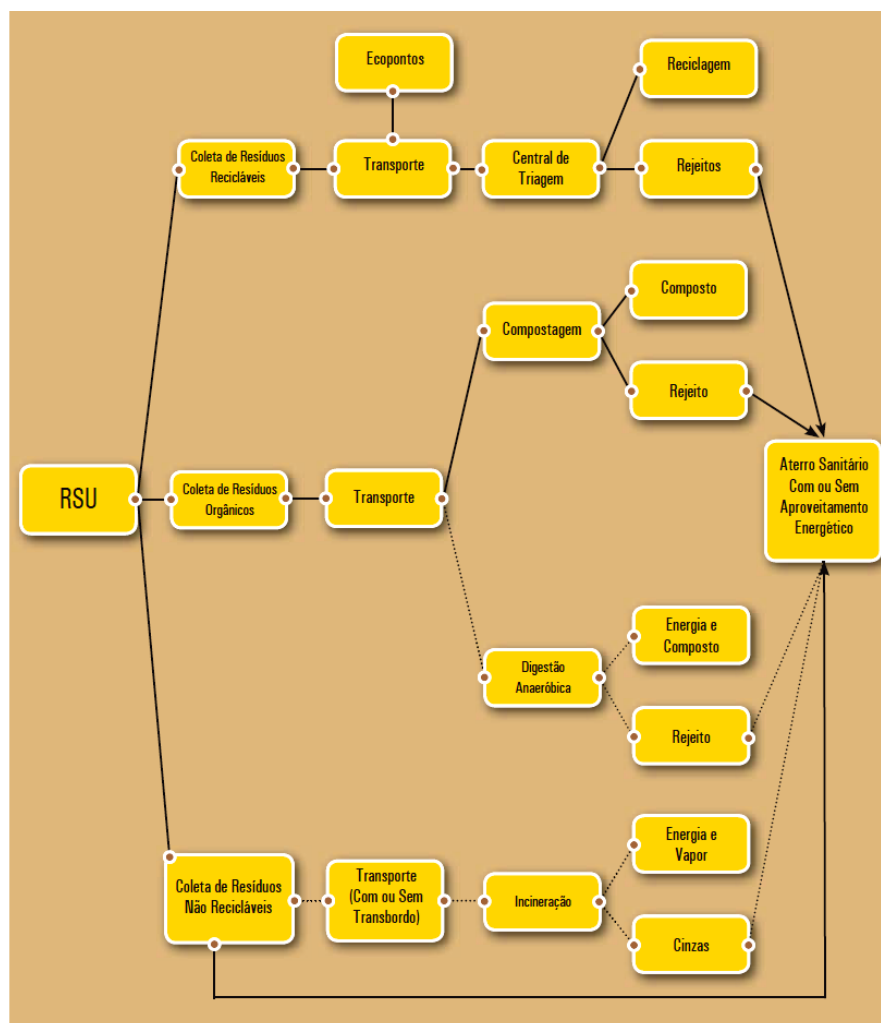 Ecopontos
Reciclagem
Coleta de Resíduos
Recicláveis
Transporte
Central de
Triagem
Rejeitos
Compostagem
Composto
Rejeito
RSU
Coleta de Resíduos
Orgânicos
Transporte
Aterro Sanitário
Com ou Sem
Aproveitamento
Energético
Digestão
Anaeróbica
Energia e
Composto
Rejeito
Coleta de Resíduos
Não Recicláveis
Transporte
(Com ou Sem
Transbordo)
Incineração
Energia e
Vapor
Cinzas